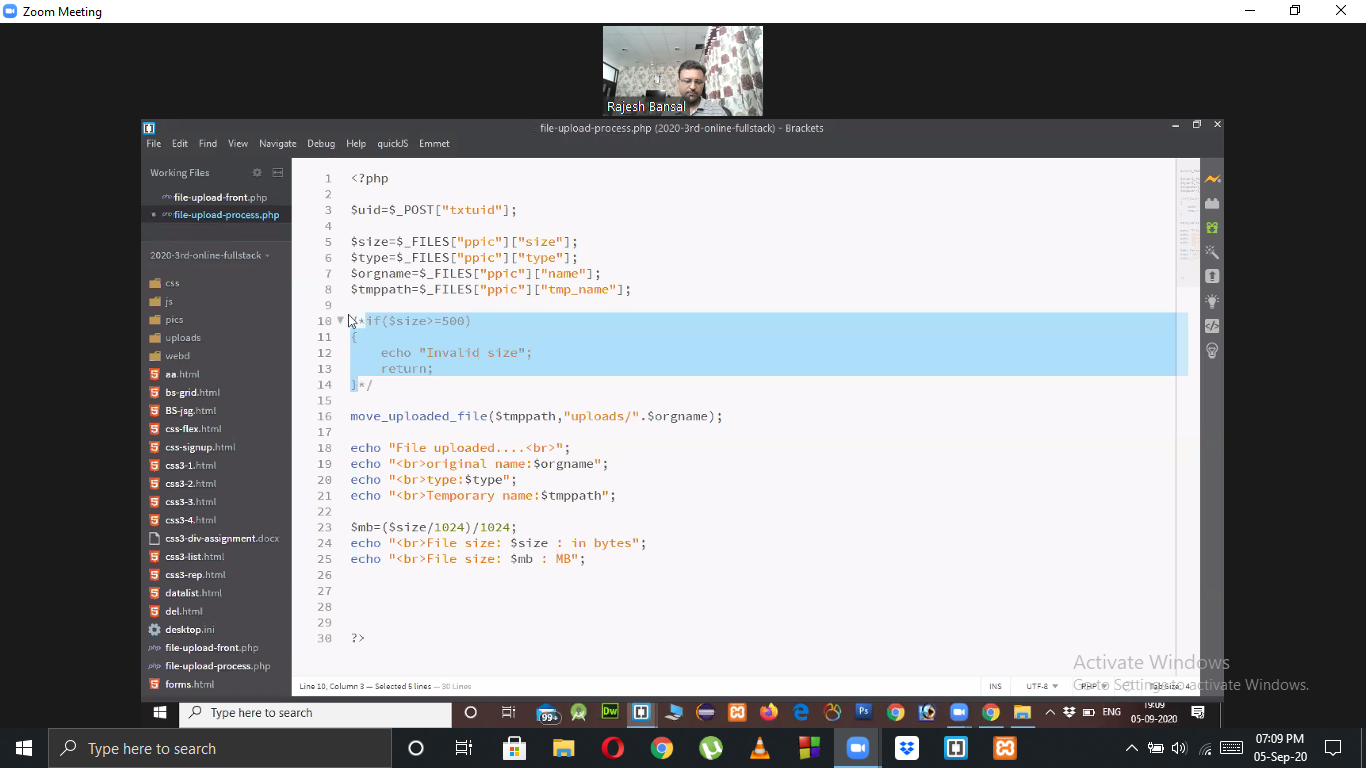 Zoom Meeting
Rajesh Bansal
file-upload-process.php (2020-3rd-online-fullstack) - Brackets
File Edit Find View Navigate Debug Help quickJS Emmet
Working Files
php file-upload-front.php
php file-upload-process.php
2020-3rd-online-fullstack
css
js
pics
uploads
webd
aa.html
bs-grid.html
BS-jsg.html
css-flex.html
css-signup.html
css3-1.html
css3-2.html
css3-3.html
css3-4.html
css3-div-assignment.docx
css3-list.html
css3-rep.html
datalist.html
del.html
desktop.ini
php file-upload-front.php
php file-upload-process.php
forms.html
1 <?php
2
3 $uid=$_POST["txtuid"];
4
5 $size=$_FILES["ppic"]["size"];
6 $type=$_FILES["ppic"]["type"];
7 $orgname=$_FILES["ppic"]["name"];
8 $tmppath=$_FILES["ppic"]["tmp_name"];
9
10 /*if($size>=500)
11 {
12 echo "Invalid size";
13 return;
14 }*/
15
16 move_uploaded_file($tmppath,"uploads/".$orgname);
17
18 echo "File uploaded....<br>";
19 echo "<br>original name:$orgname";
20 echo "<br>type:$type";
21 echo "<br>Temporary name:$tmppath";
22
23 $mb=($size/1024)/1024;
24 echo "<br>File size: $size : in bytes";
25 echo "<br>File size: $mb : MB";
26
27
28
29
30 ?>
Activate Windows
Go to Settings to activate Windows.
Line 10, Column 3 — Selected 5 lines — 30 Lines
INS UTF-8 PHP Tab Size: 4
Type here to search
99+
Dw
Ps
ENG
19:09
05-09-2020
Type here to search
07:09 PM
05-Sep-20